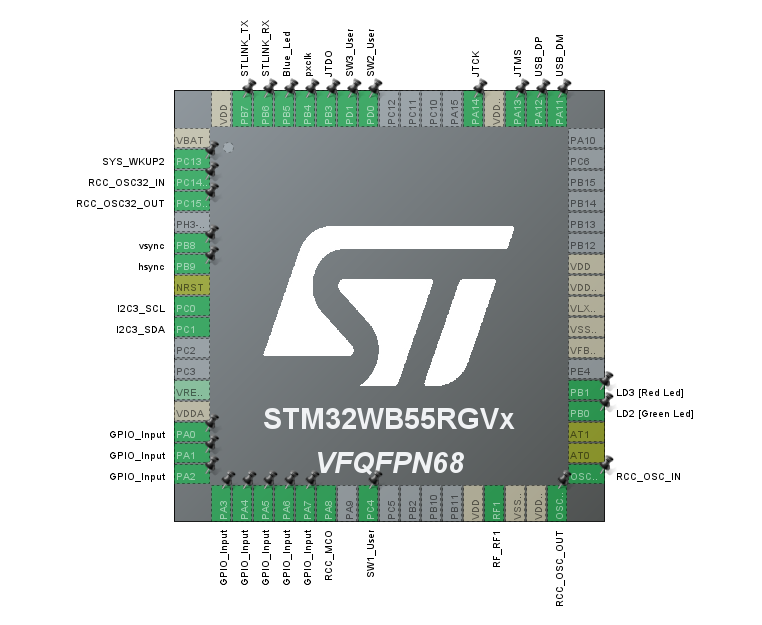 STLINK_TX
STLINK_RX
Blue_Led
pxclk
JTDO
SW3_User
SW2_User
JTCK
JTMS
USB_DP
USB_DM
VDD
PB7
PB6
PB5
PB4
PB3
PD1
PD0
PC12
PC11
PC10
PA15
PA14
VDD..
PA13
PA12
PA11
VBAT
SYS_WKUP2 PC13
RCC_OSC32_IN PC14..
RCC_OSC32_OUT PC15..
PH3-..
vsync PB8
hsync PB9
NRST
I2C3_SCL PC0
I2C3_SDA PC1
PC2
PC3
VRE..
VDDA
GPIO_Input PA0
GPIO_Input PA1
GPIO_Input PA2
STM32WB55RGVx
VFQFPN68
PA10
PC6
PB15
PB14
PB13
PB12
VDD
VDD..
VLX..
VSS..
VFB..
PE4
PB1 LD3 [Red Led]
PB0 LD2 [Green Led]
AT1
AT0
OSC.. RCC_OSC_IN
PA3
PA4
PA5
PA6
PA7
PA8
PA9
PC4
PC5
PB2
PB10
PB11
VDD
RF1
VSS..
VDD..
OSC..
GPIO_Input
GPIO_Input
GPIO_Input
GPIO_Input
GPIO_Input
RCC_MCO
SW1_User
RF_RF1
RCC_OSC_OUT